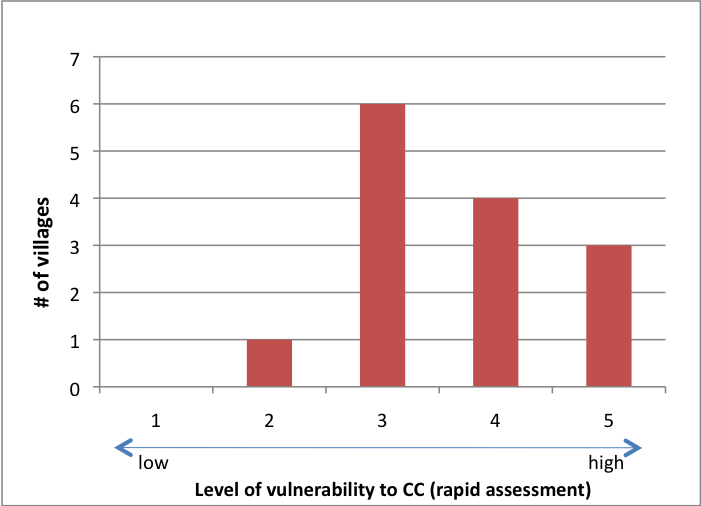 7
6
5
4
3
2
1
0
# of villages
1 2 3 4 5
low high
Level of vulnerability to CC (rapid assessment)